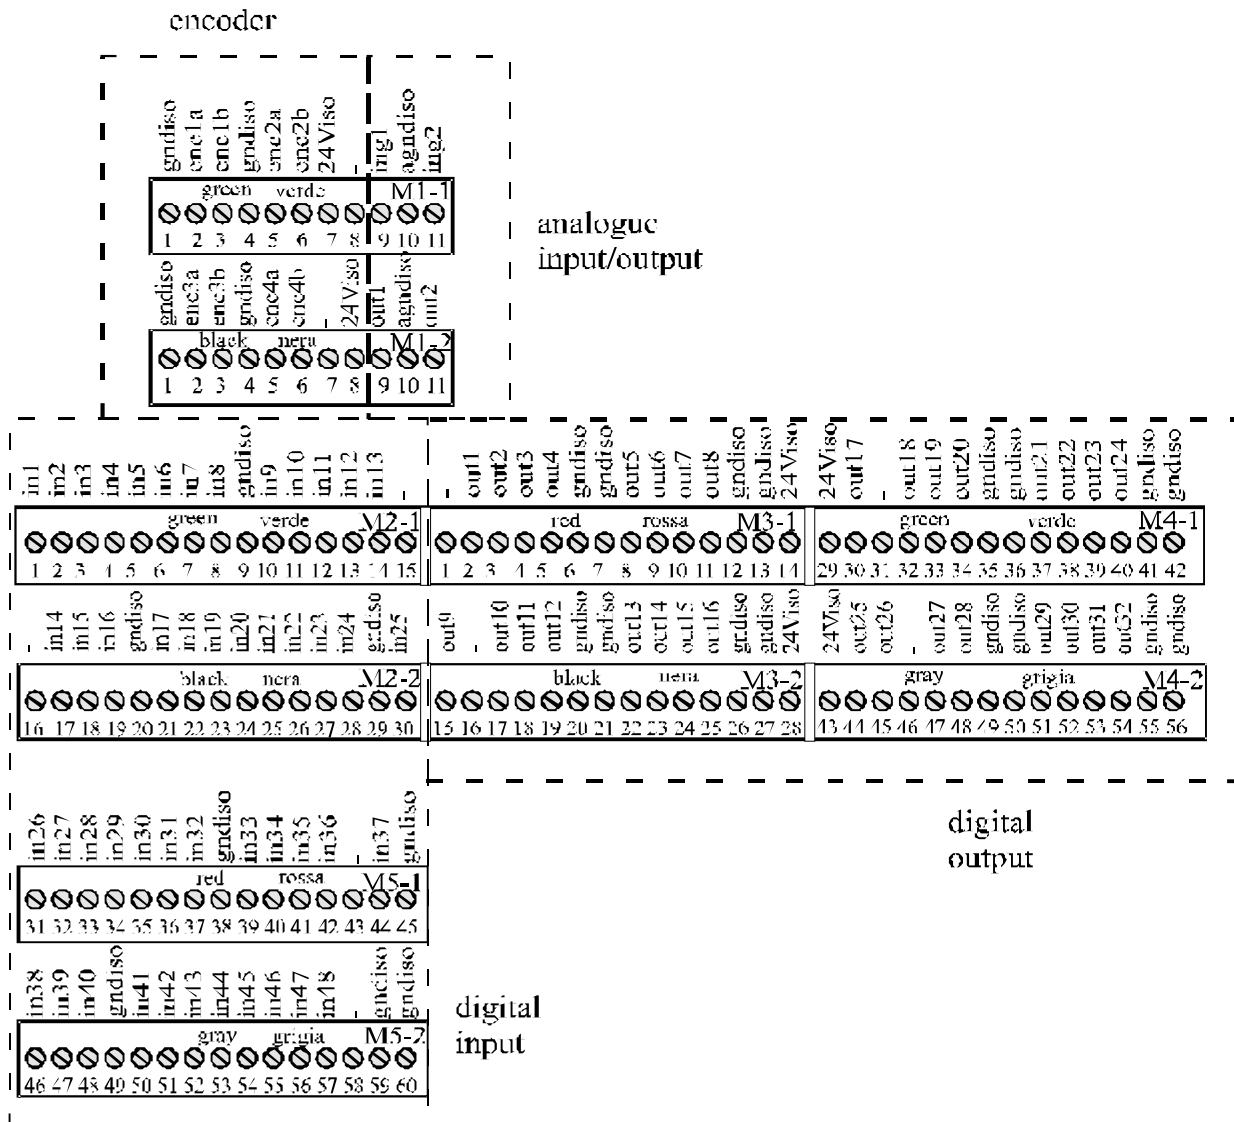 encoder
gndiso enc1a enc1b gndiso enc2a enc2b 24Viso - ing1 agndiso ing2
green verde M1-1
1 2 3 4 5 6 7 8 9 10 11
analogue
input/output
gndiso enc3a enc3b gndiso enc4a enc4b - 24Viso out1 agndiso out2
black nera M1-2
1 2 3 4 5 6 7 8 9 10 11
in1 in2 in3 in4 in5 in6 in7 in8 gndiso in9 in10 in11 in12 in13 -
green verde M2-1
1 2 3 4 5 6 7 8 9 10 11 12 13 14 15
- out1 out2 out3 out4 gndiso gndiso out5 out6 out7 out8 gndiso gndiso 24Viso
red rossa M3-1
1 2 3 4 5 6 7 8 9 10 11 12 13 14
24Viso out17 - out18 out19 out20 gndiso gndiso out21 out22 out23 out24 gndiso gndiso
green verde M4-1
29 30 31 32 33 34 35 36 37 38 39 40 41 42
- in14 in15 in16 gndiso in17 in18 in19 in20 in21 in22 in23 in24 gndiso in25
black nera M2-2
16 17 18 19 20 21 22 23 24 25 26 27 28 29 30
out9 - out10 out11 out12 gndiso gndiso out13 out14 out15 out16 gndiso gndiso 24Viso
black nera M3-2
15 16 17 18 19 20 21 22 23 24 25 26 27 28
24Viso out25 out26 - out27 out28 gndiso gndiso out29 out30 out31 out32 gndiso gndiso
gray grigia M4-2
43 44 45 46 47 48 49 50 51 52 53 54 55 56
digital
output
in26 in27 in28 in29 in30 in31 in32 gndiso in33 in34 in35 in36 - in37 gndiso
red rossa M5-1
31 32 33 34 35 36 37 38 39 40 41 42 43 44 45
in38 in39 in40 gndiso in41 in42 in43 in44 in45 in46 in47 in48 - gndiso gndiso
gray grigia M5-2
46 47 48 49 50 51 52 53 54 55 56 57 58 59 60
digital
input